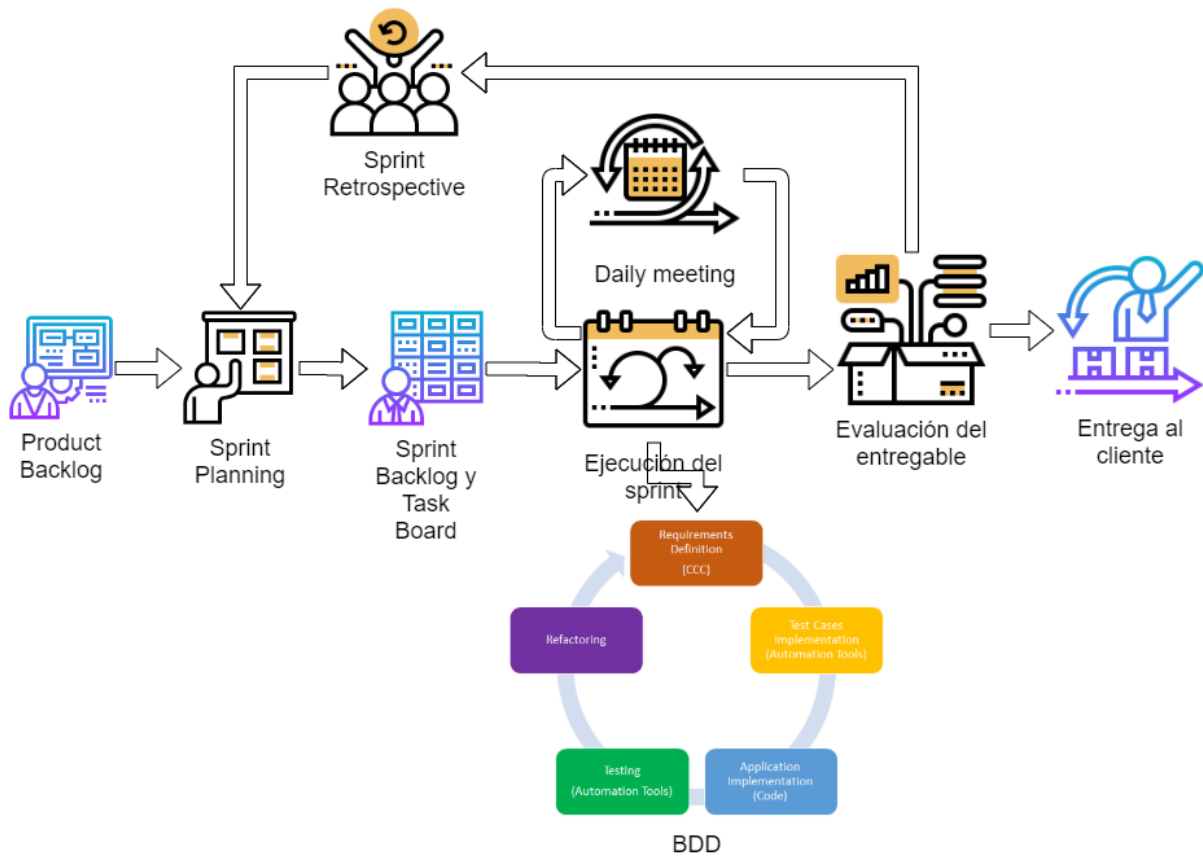 Sprint
Retrospective
Daily meeting
Product
Backlog
Sprint
Planning
Sprint
Backlog y
Task
Board
Ejecución del
sprint
Evaluación del
entregable
Entrega al
cliente
Requirements
Definition
(CCC)
Test Cases
Implementation
(Automation Tools)
Application
Implementation
(Code)
Testing
(Automation Tools)
Refactoring
BDD